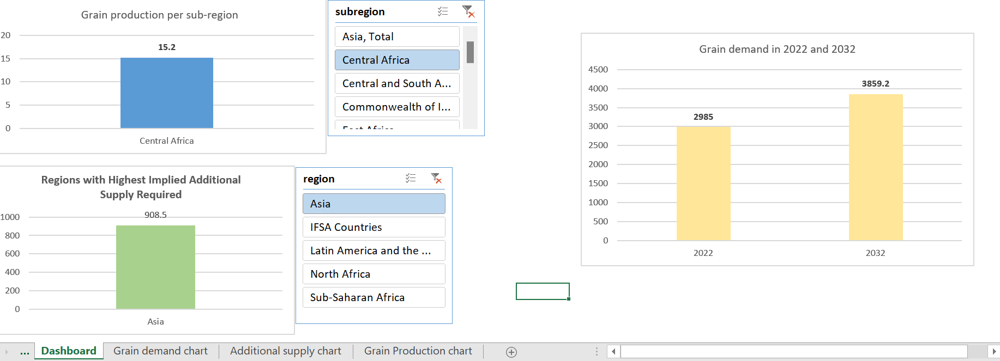 Grain production per sub-region
20
15
10
5
0
15.2
Central Africa
subregion
Asia, Total
Central Africa
Central and South A...
Commonwealth of I...
East Africa
Regions with Highest Implied Additional
Supply Required
1000
800
600
400
200
0
908.5
Asia
region
Asia
IFSA Countries
Latin America and the ...
North Africa
Sub-Saharan Africa
Grain demand in 2022 and 2032
4500
4000
3500
3000
2500
2000
1500
1000
500
0
2985
3859.2
2022
2032
... Dashboard Grain demand chart Additional supply chart Grain Production chart